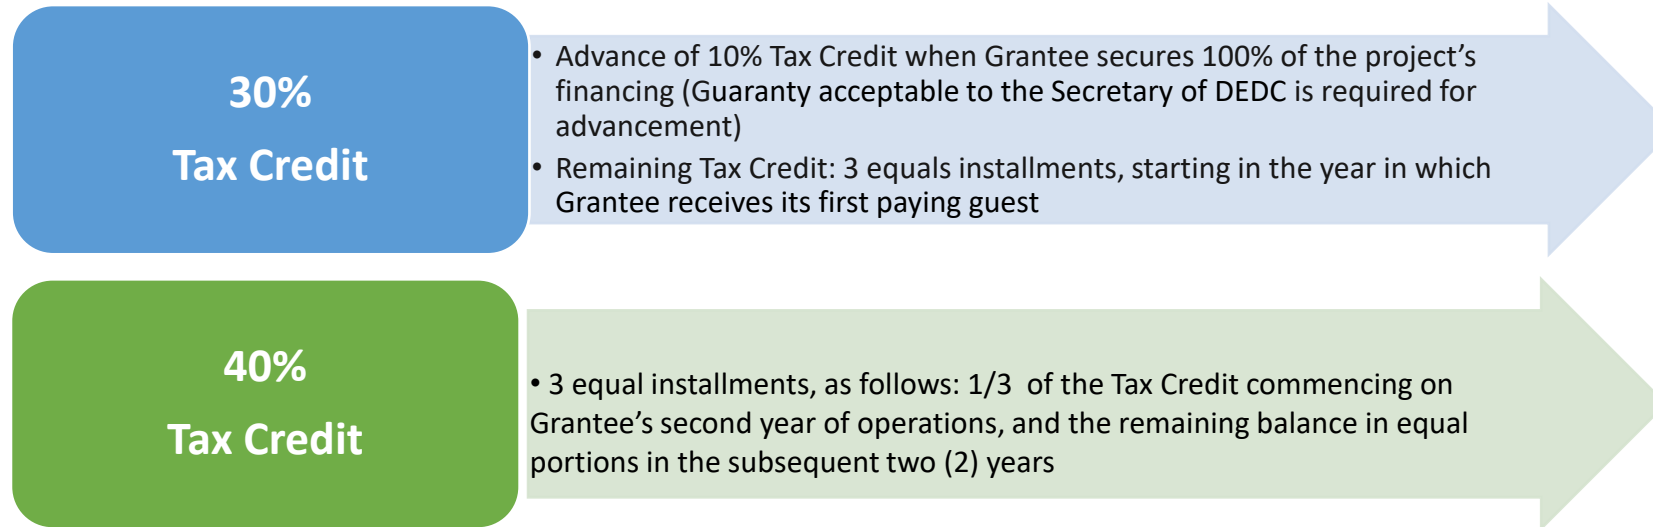 30%
Tax Credit
• Advance of 10% Tax Credit when Grantee secures 100% of the project’s
financing (Guaranty acceptable to the Secretary of DEDC is required for
advancement)
• Remaining Tax Credit: 3 equals installments, starting in the year in which
Grantee receives its first paying guest
40%
Tax Credit
• 3 equal installments, as follows: 1/3 of the Tax Credit commencing on
Grantee’s second year of operations, and the remaining balance in equal
portions in the subsequent two (2) years